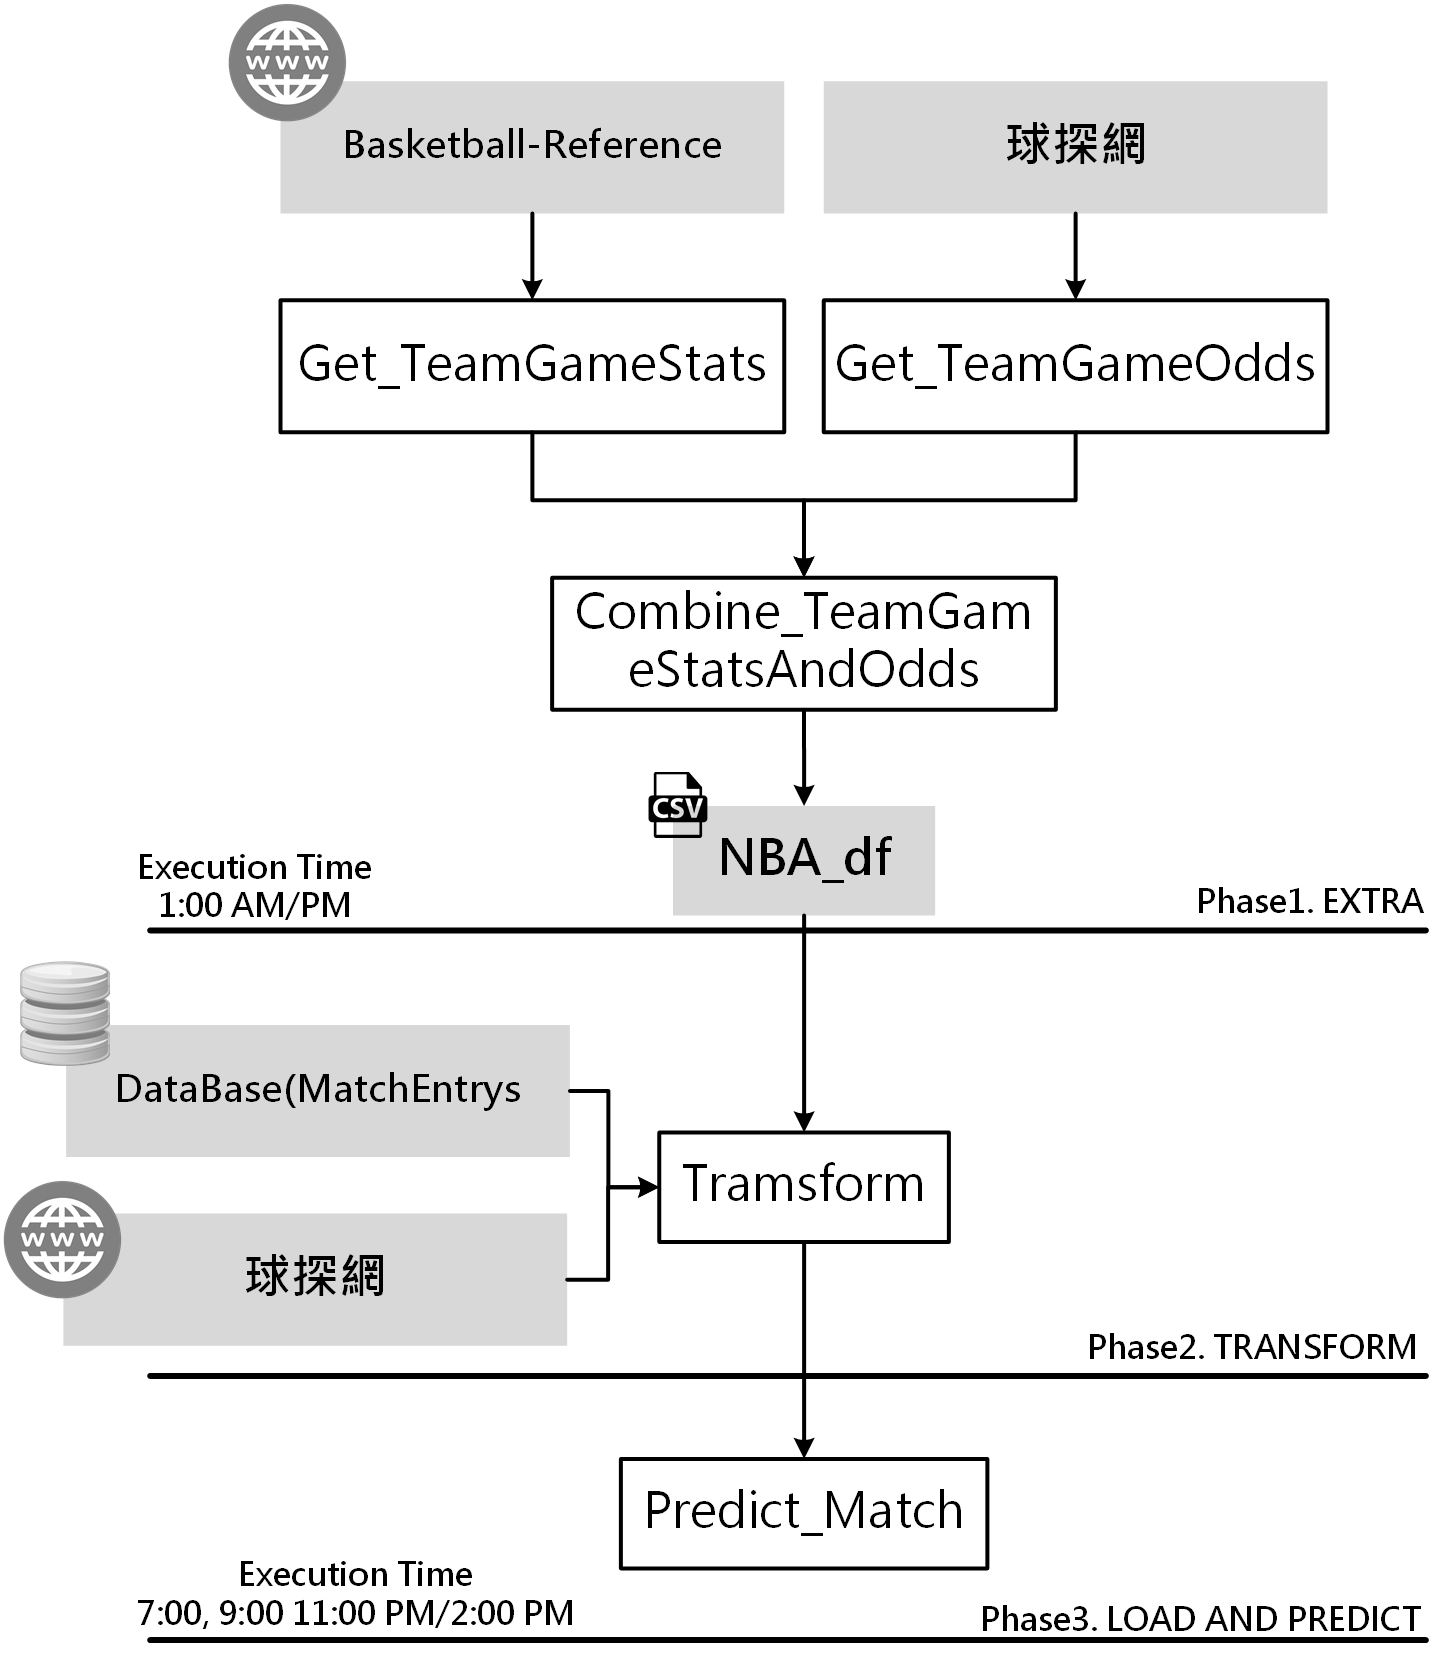 WWW
Basketball-Reference
球探網
Get_TeamGameStats
Get_TeamGameOdds
Combine_TeamGam
eStatsAndOdds
CSV
NBA_df
Execution Time
1:00 AM/PM
Phase1. EXTRA
DataBase(MatchEntrys
Tramsform
WWW
球探網
Phase2. TRANSFORM
Predict_Match
Execution Time
7:00, 9:00 11:00 PM/2:00 PM
Phase3. LOAD AND PREDICT